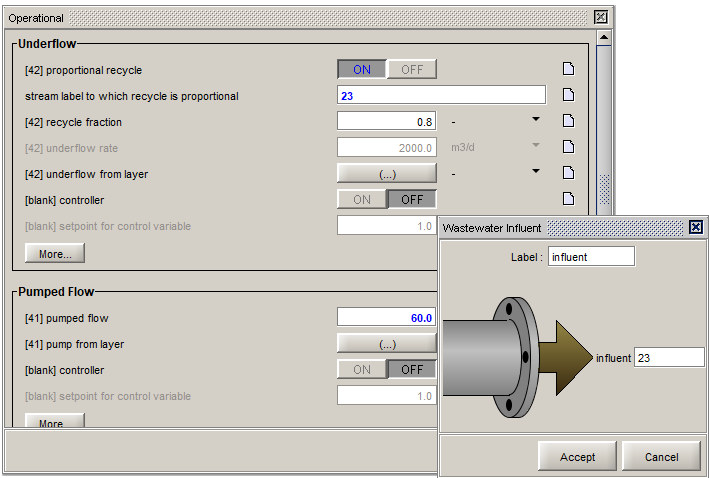 Operational
Underflow
[42] proportional recycle ON OFF
stream label to which recycle is proportional 23
[42] recycle fraction 0.8 -
[42] underflow rate 2000.0 m3/d
[42] underflow from layer (...) -
[blank] controller ON OFF
[blank] setpoint for control variable 1.0
More...
Pumped Flow
[41] pumped flow 60.0
[41] pump from layer (...)
[blank] controller ON OFF
[blank] setpoint for control variable 1.0
More...
Wastewater Influent
Label : influent
influent 23
Accept Cancel